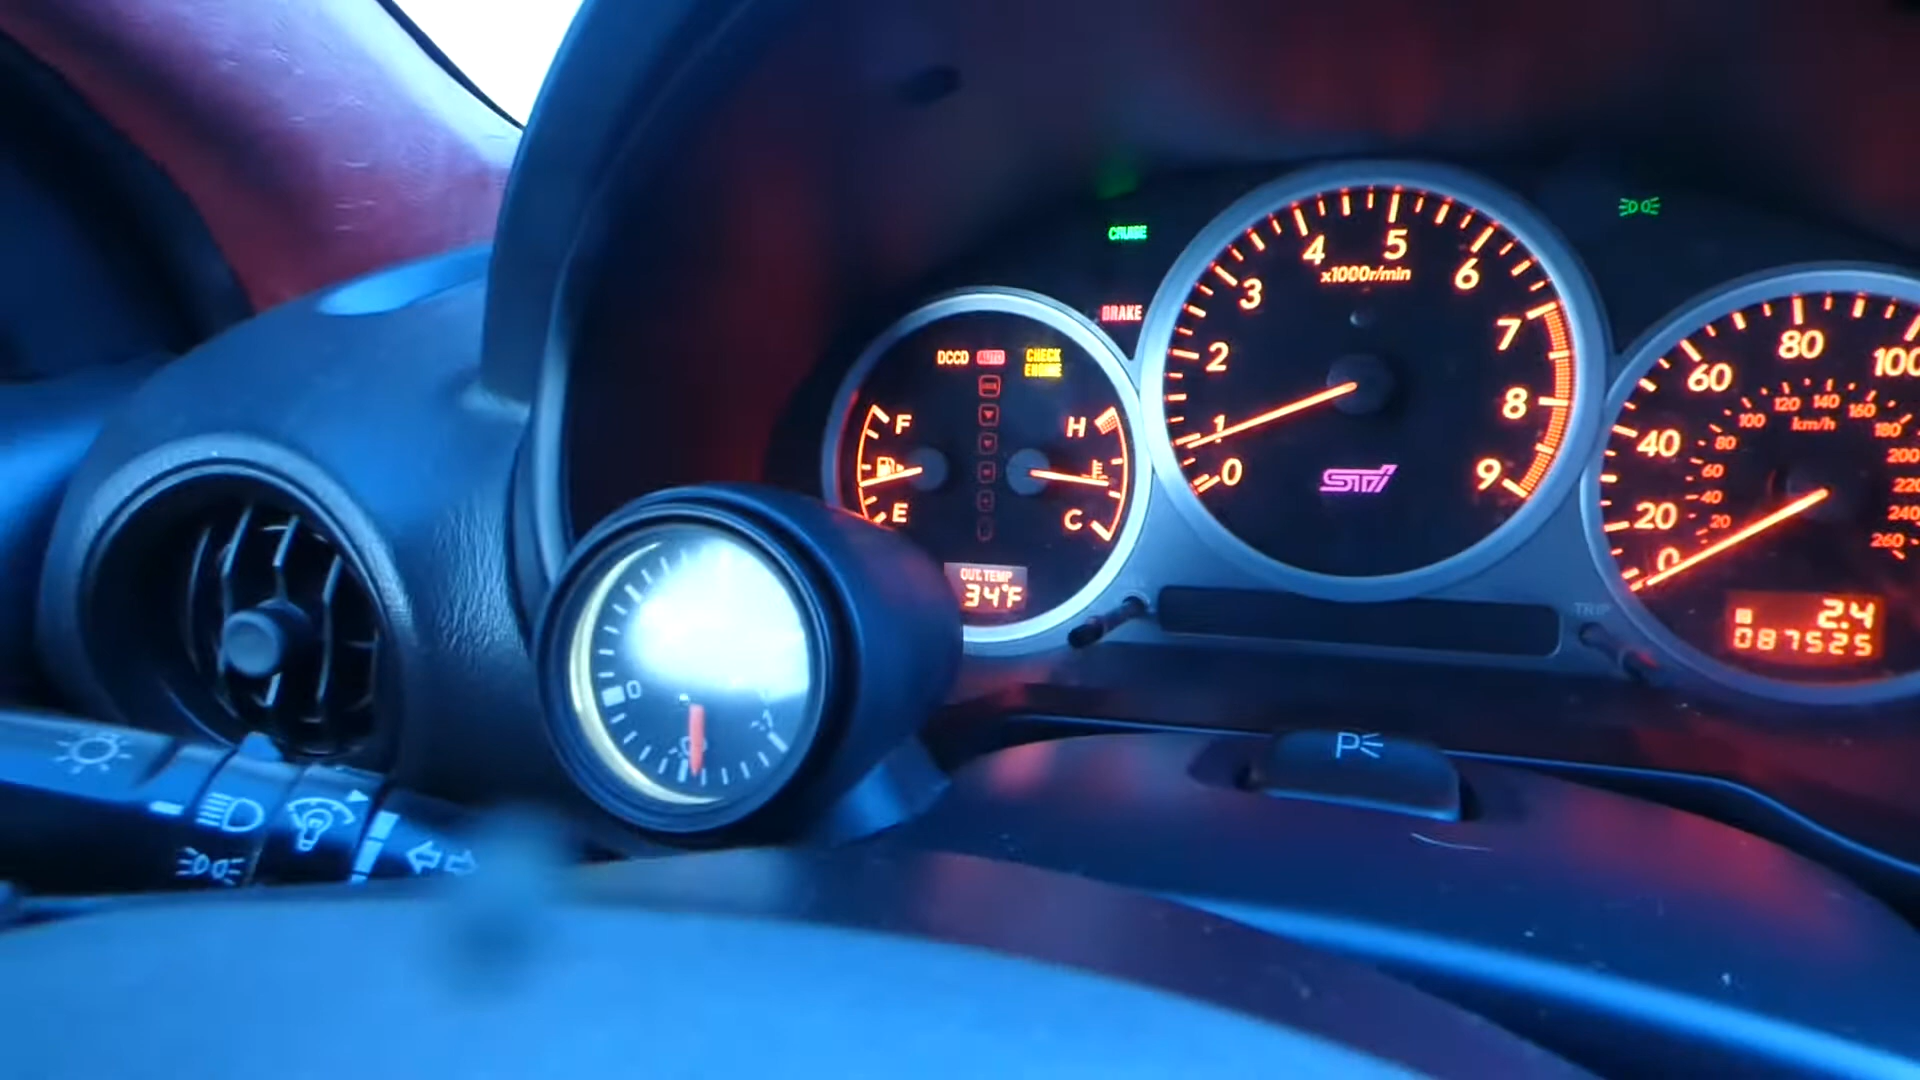 CRUISE
BRAKE
DCCD AUTO
CHECK
ENGINE
F
E
H
C
OUT.TEMP
34°F
0
1
2
3
4
5
6
7
8
9
x1000r/min
STI
0
20
40
60
80
100
20
40
60
80
100
120
140
160
180
200
220
240
260
km/h
TRIP
2.4
087525
0
P